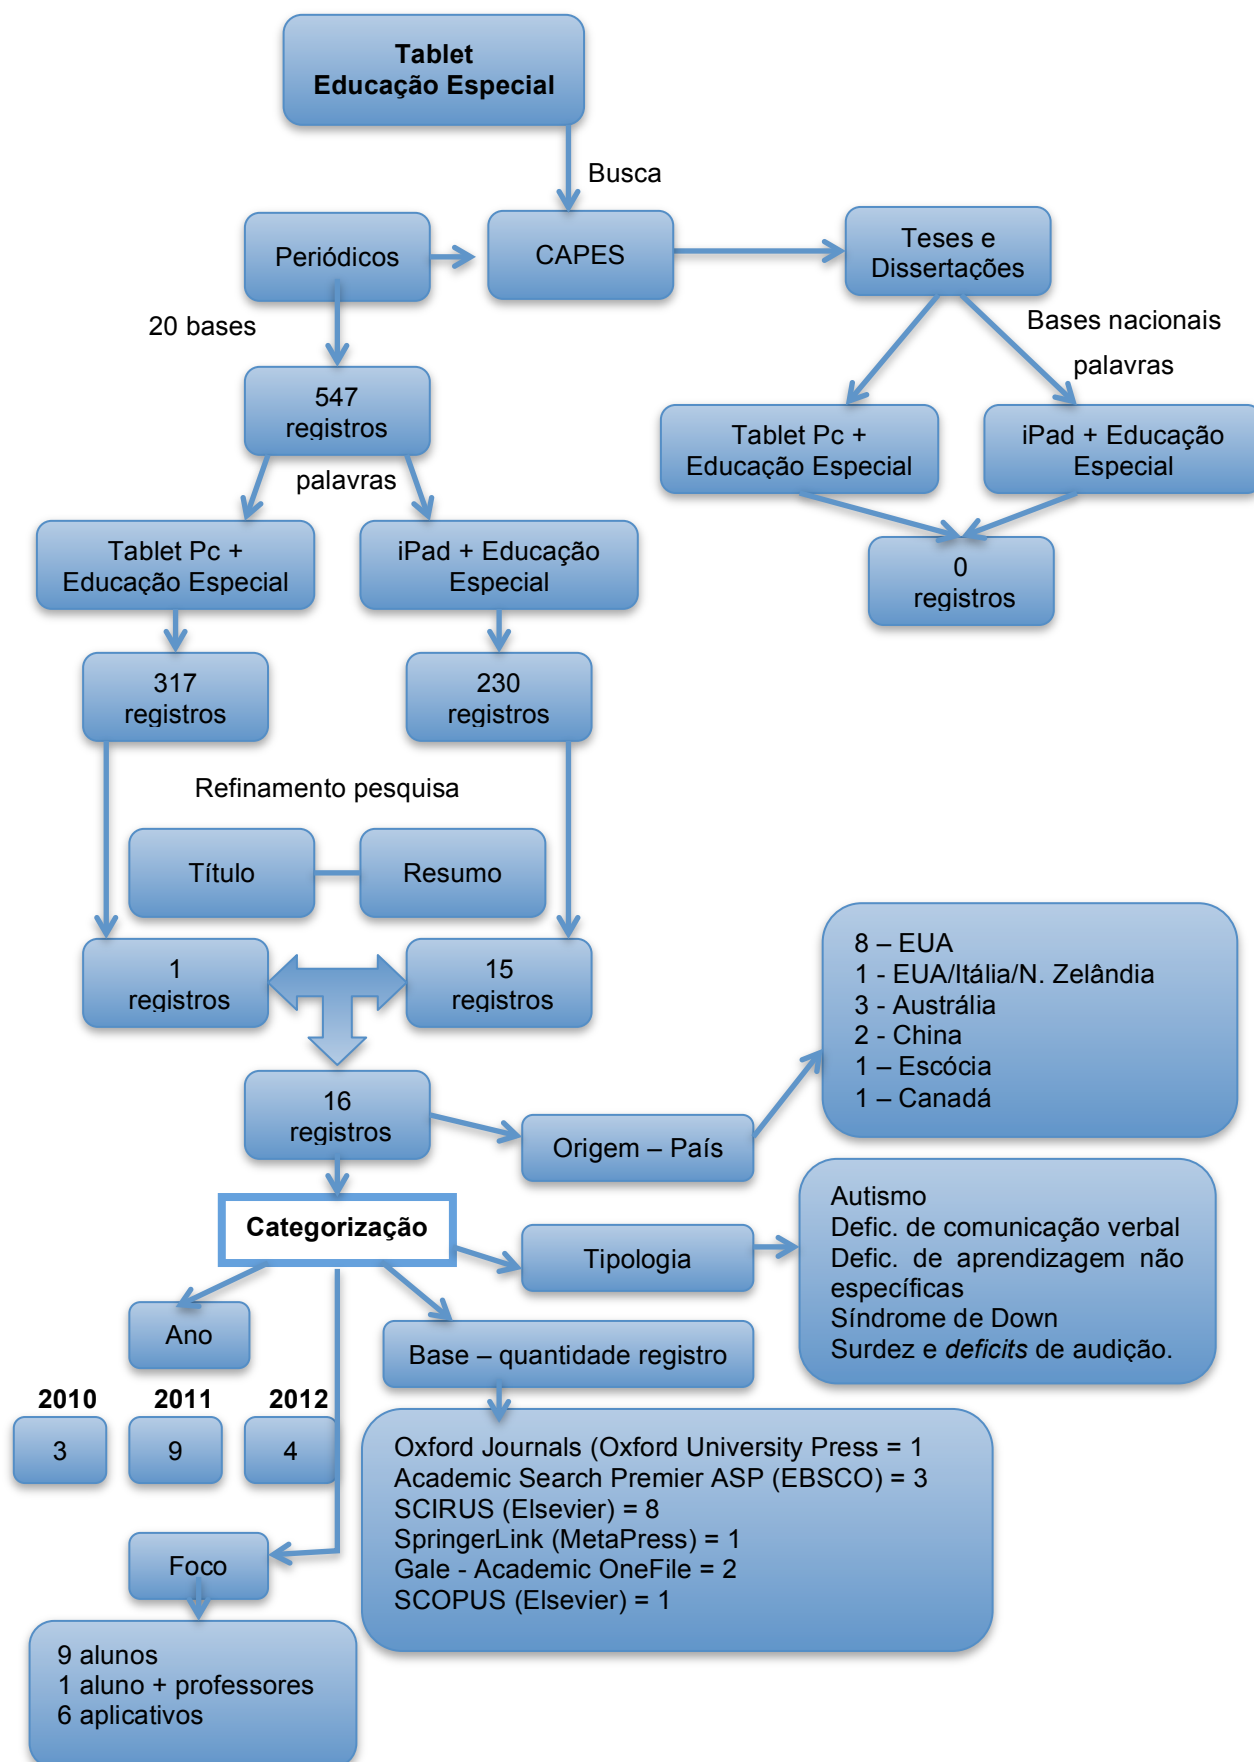 Tablet
Educação Especial
Busca
Periódicos
CAPES
Teses e
Dissertações
20 bases
Bases nacionais
palavras
547
registros
palavras
Tablet Pc +
Educação Especial
iPad + Educação
Especial
Tablet Pc +
Educação Especial
iPad + Educação
Especial
0
registros
317
registros
230
registros
Refinamento pesquisa
Título
Resumo
1
registros
15
registros
8 – EUA
1 - EUA/Itália/N. Zelândia
3 - Austrália
2 - China
1 – Escócia
1 – Canadá
16
registros
Origem – País
Categorização
Tipologia
Autismo
Defic. de comunicação verbal
Defic. de aprendizagem não
específicas
Síndrome de Down
Surdez e deficits de audição.
Ano
Base – quantidade registro
2010
2011
2012
3
9
4
Oxford Journals (Oxford University Press = 1
Academic Search Premier ASP (EBSCO) = 3
SCIRUS (Elsevier) = 8
SpringerLink (MetaPress) = 1
Gale - Academic OneFile = 2
SCOPUS (Elsevier) = 1
Foco
9 alunos
1 aluno + professores
6 aplicativos